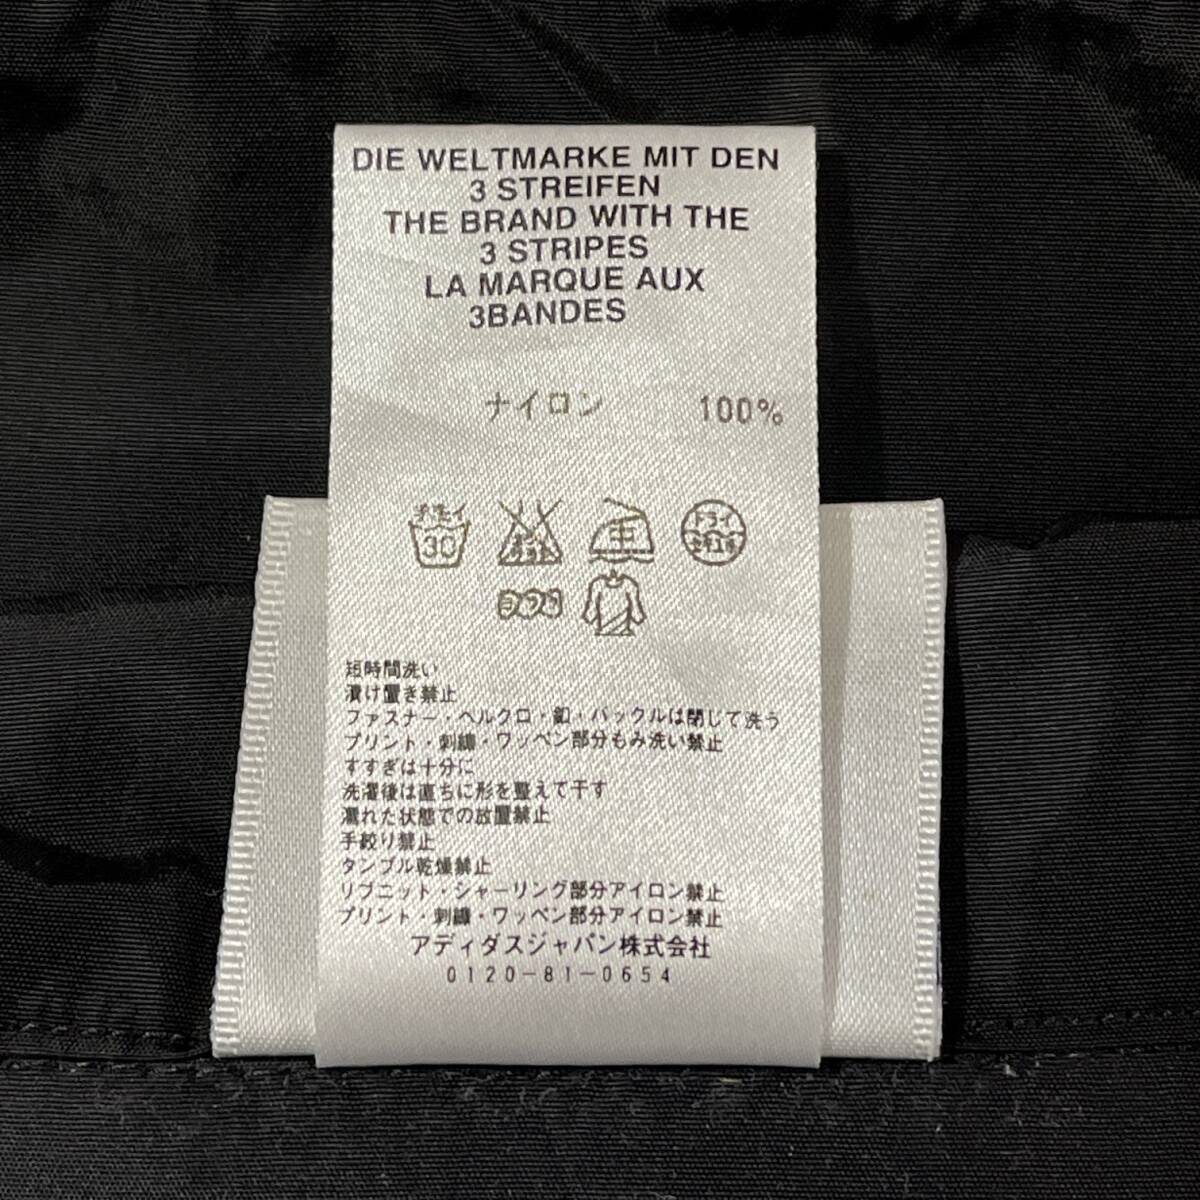 DIE WELTMARKE MIT DEN
3 STREIFEN
THE BRAND WITH THE
3 STRIPES
LA MARQUE AUX
3BANDES
ナイロン 100%
30
中
ドライ
短時間洗い
漬け置き禁止
ファスナー・ベルクロ・釦・バックルは閉じて洗う
プリント・刺繍・ワッペン部分もみ洗い禁止
すすぎは十分に
洗濯後は直ちに形を整えて干す
濡れた状態での放置禁止
手絞り禁止
タンブル乾燥禁止
リブニット・シャーリング部分アイロン禁止
プリント・刺繍・ワッペン部分アイロン禁止
アディダスジャパン株式会社
0120-81-0654